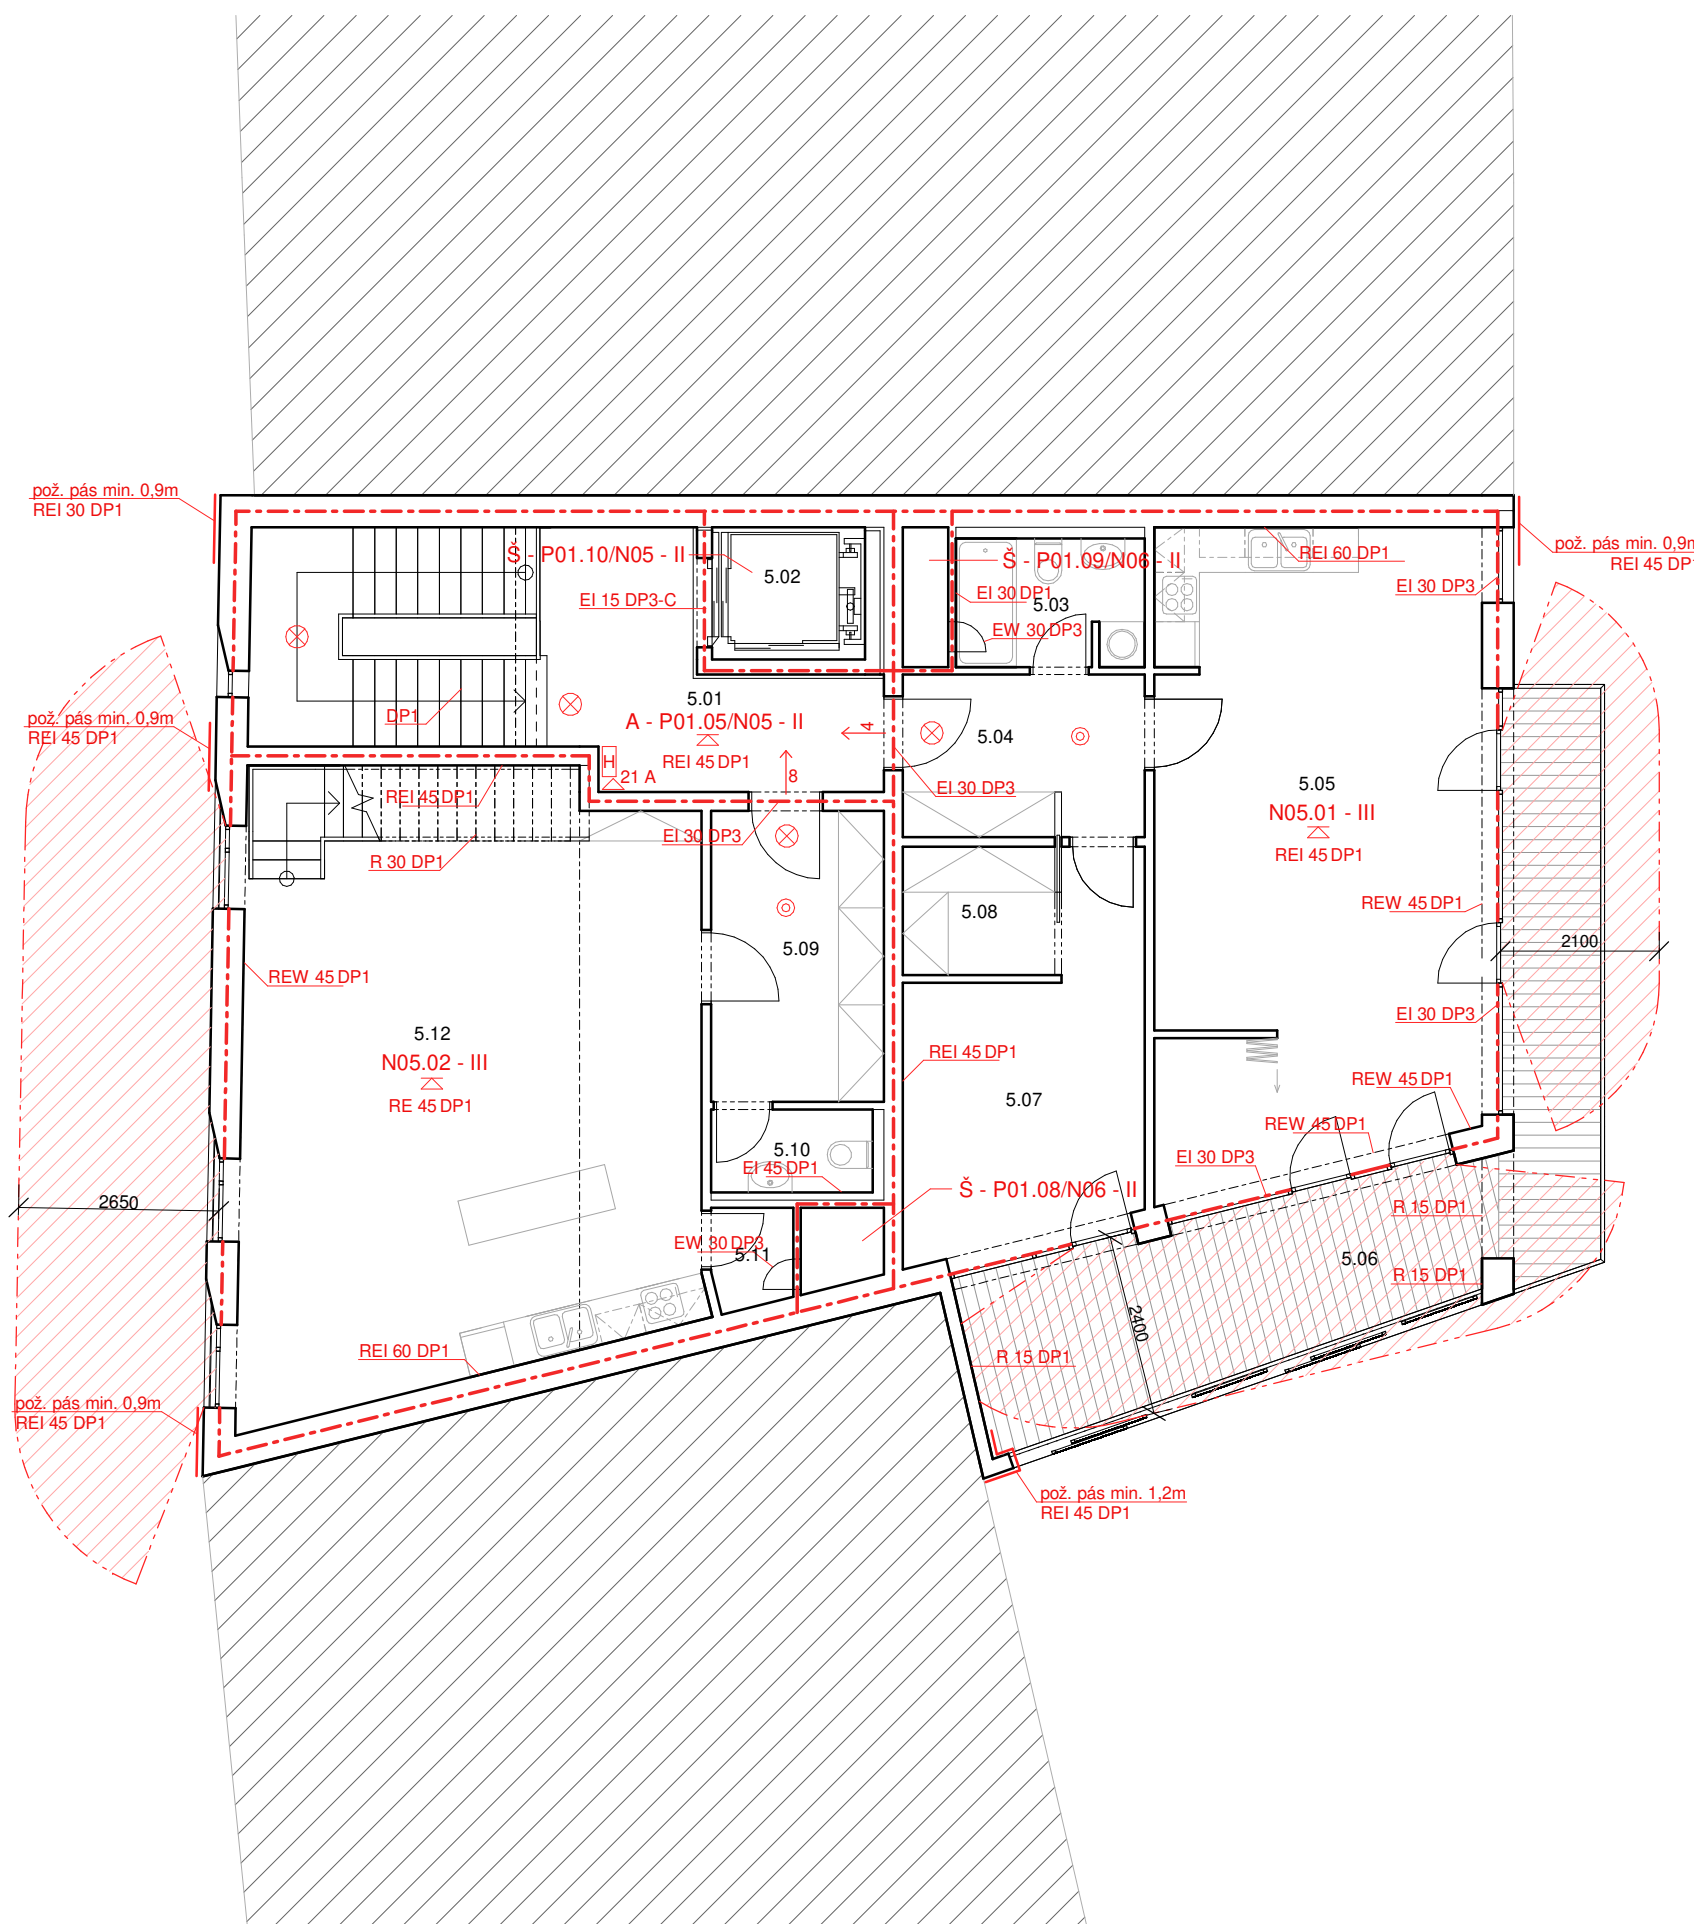 pož. pás min. 0,9m
REI 30 DP1
pož. pás min. 0,9m
REI 45 DP1
Š - P01.10/N05 - II
5.02
Š - P01.09/N06 - II
REI 60 DP1
EI 30 DP3
EI 15 DP3-C
EI 30 DP1
5.03
EW 30 DP3
pož. pás min. 0,9m
REI 45 DP1
DP1
5.01
A - P01.05/N05 - II
REI 45 DP1
4
5.04
H
21 A
8
EI 30 DP3
5.05
N05.01 - III
REI 45 DP1
REI 45 DP1
R 30 DP1
EI 30 DP3
5.08
REW 45 DP1
5.09
2100
REW 45 DP1
EI 30 DP3
5.12
N05.02 - III
RE 45 DP1
REI 45 DP1
5.07
REW 45 DP1
REW 45 DP1
EI 30 DP3
5.10
EI 45 DP1
Š - P01.08/N06 - II
2650
R 15 DP1
EW 30 DP3
5.11
5.06
R 15 DP1
2400
REI 60 DP1
R 15 DP1
pož. pás min. 0,9m
REI 45 DP1
pož. pás min. 1,2m
REI 45 DP1